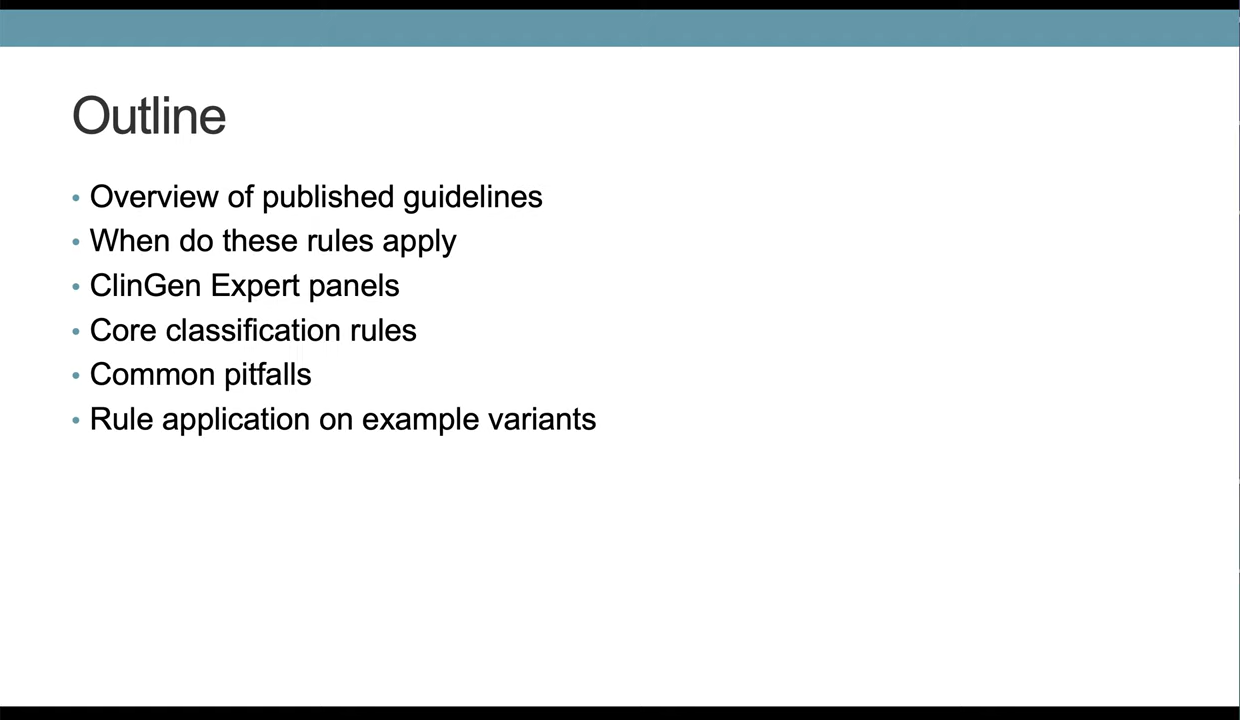 Outline
• Overview of published guidelines
• When do these rules apply
• ClinGen Expert panels
• Core classification rules
• Common pitfalls
• Rule application on example variants